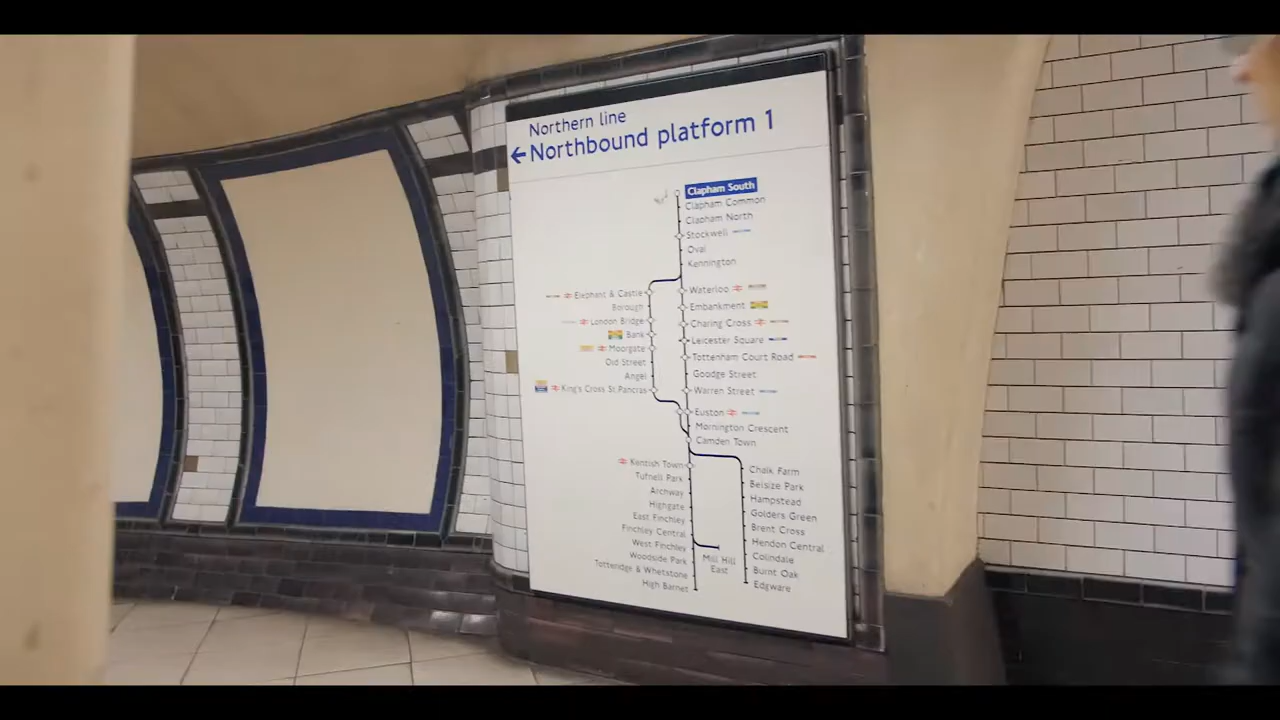 Northern line
←Northbound platform 1
Clapham South
Clapham Common
Clapham North
Stockwell
Oval
Kennington
Elephant & Castle
Borough
London Bridge
Bank
Moorgate
Old Street
Angel
King's Cross St.Pancras
Waterloo
Embankment
Charing Cross
Leicester Square
Tottenham Court Road
Goodge Street
Warren Street
Euston
Mornington Crescent
Camden Town
Kentish Town
Tufnell Park
Archway
Highgate
East Finchley
Finchley Central
West Finchley
Woodside Park
Totteridge & Whetstone
High Barnet
Mill Hill
East
Chalk Farm
Belsize Park
Hampstead
Golders Green
Brent Cross
Hendon Central
Colindale
Burnt Oak
Edgware